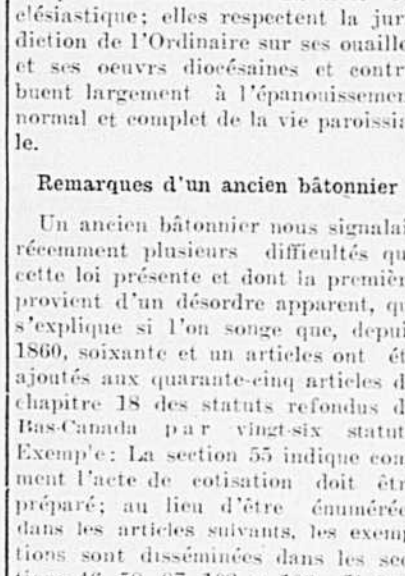 clésiastique; elles respectent la jur
diction de l'Ordinaire sur ses ouaille
et ses oeuvrs diocésaines et contr
buent largement à l'épanouissemen
normal et complet de la vie paroissia
le.
Remarques d'un ancien bâtonnier
Un ancien bâtonnier nous signalai
récemment plusieurs difficultés qu
cette loi présente et dont la premièr
provient d'un désordre apparent, qu
s'explique si l'on songe que, depui
1860, soixante et un articles ont ét
ajoutés aux quarante-cinq articles d
chapitre 18 des statuts refondus d
Bas-Canada par vingt-six statut
Exemp'e: La section 55 indique com
ment l'acte de cotisation doit êtr
préparé; au lieu d'être énumérée
dans les articles suivants, les exemp
tions sont disséminées dans les sec